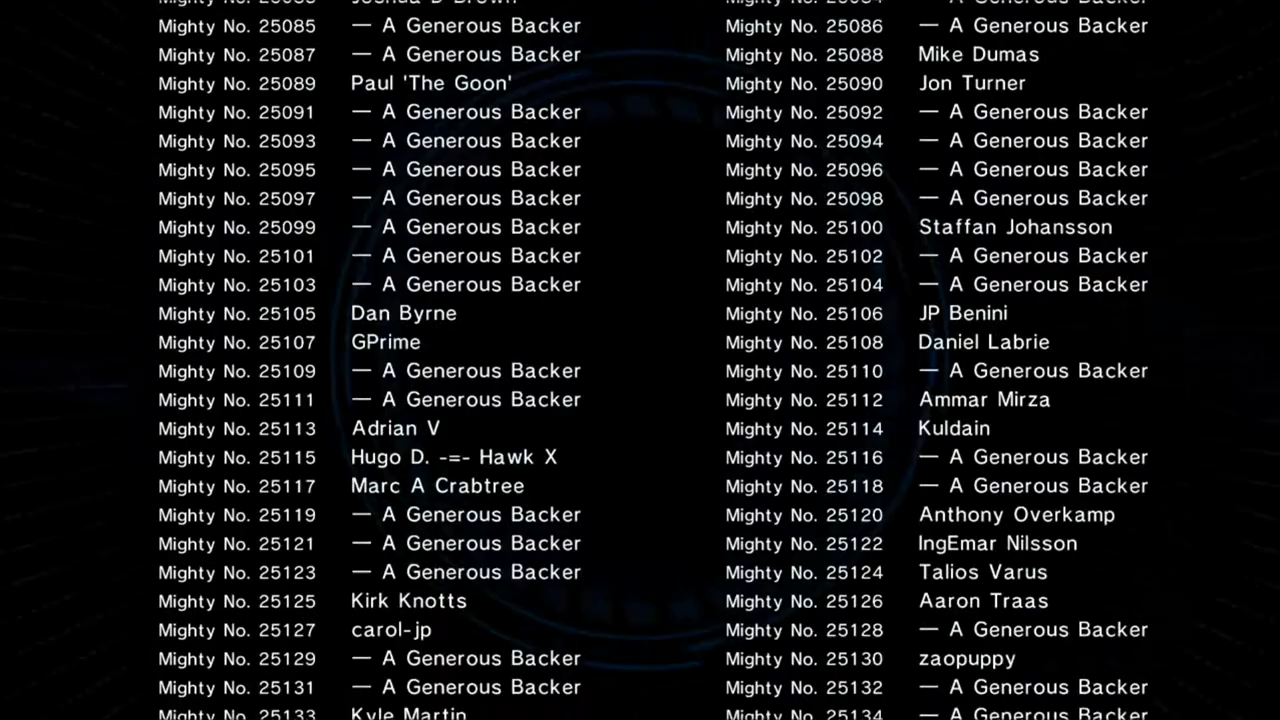 Mighty No. 25085 — A Generous Backer Mighty No. 25086 — A Generous Backer
Mighty No. 25087 — A Generous Backer Mighty No. 25088 Mike Dumas
Mighty No. 25089 Paul 'The Goon' Mighty No. 25090 Jon Turner
Mighty No. 25091 — A Generous Backer Mighty No. 25092 — A Generous Backer
Mighty No. 25093 — A Generous Backer Mighty No. 25094 — A Generous Backer
Mighty No. 25095 — A Generous Backer Mighty No. 25096 — A Generous Backer
Mighty No. 25097 — A Generous Backer Mighty No. 25098 — A Generous Backer
Mighty No. 25099 — A Generous Backer Mighty No. 25100 Staffan Johansson
Mighty No. 25101 — A Generous Backer Mighty No. 25102 — A Generous Backer
Mighty No. 25103 — A Generous Backer Mighty No. 25104 — A Generous Backer
Mighty No. 25105 Dan Byrne Mighty No. 25106 JP Benini
Mighty No. 25107 GPrime Mighty No. 25108 Daniel Labrie
Mighty No. 25109 — A Generous Backer Mighty No. 25110 — A Generous Backer
Mighty No. 25111 — A Generous Backer Mighty No. 25112 Ammar Mirza
Mighty No. 25113 Adrian V Mighty No. 25114 Kuldain
Mighty No. 25115 Hugo D. -=- Hawk X Mighty No. 25116 — A Generous Backer
Mighty No. 25117 Marc A Crabtree Mighty No. 25118 — A Generous Backer
Mighty No. 25119 — A Generous Backer Mighty No. 25120 Anthony Overkamp
Mighty No. 25121 — A Generous Backer Mighty No. 25122 IngEmar Nilsson
Mighty No. 25123 — A Generous Backer Mighty No. 25124 Talios Varus
Mighty No. 25125 Kirk Knotts Mighty No. 25126 Aaron Traas
Mighty No. 25127 carol-jp Mighty No. 25128 — A Generous Backer
Mighty No. 25129 — A Generous Backer Mighty No. 25130 zaopuppy
Mighty No. 25131 — A Generous Backer Mighty No. 25132 — A Generous Backer
Mighty No. 25133 Kyle Martin Mighty No. 25134 — A Generous Backer